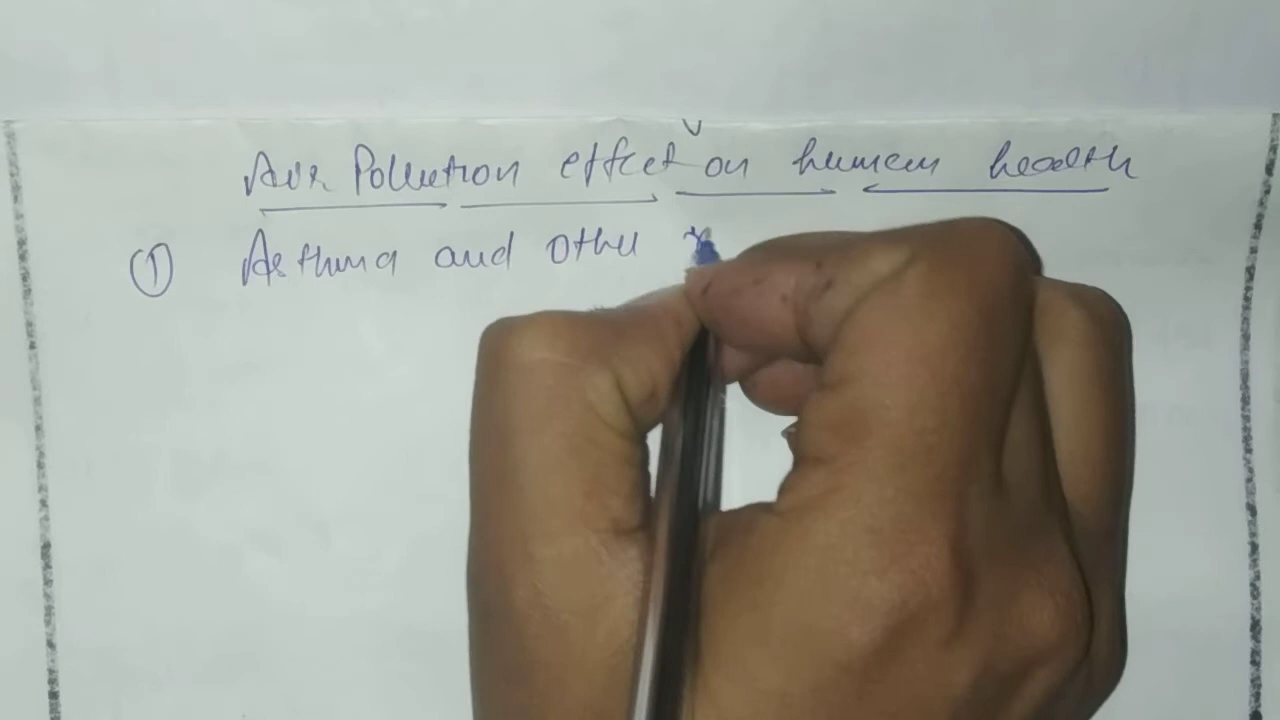 Air Pollution effect on human health
① Asthma and other